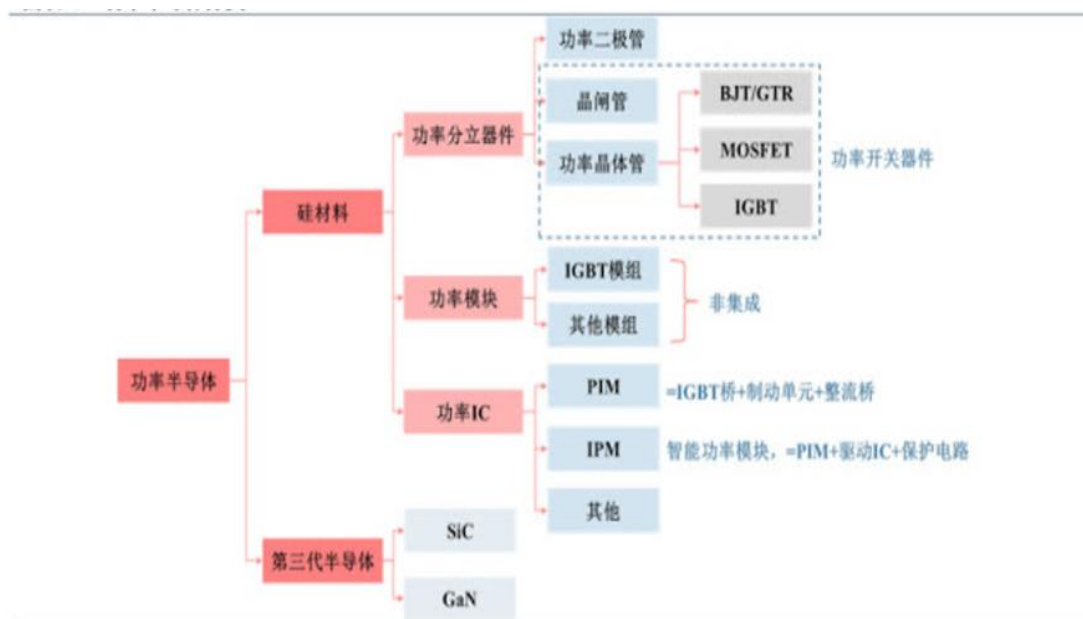 功率二极管
晶闸管
BJT/GTR
功率分立器件
功率晶体管
MOSFET
功率开关器件
IGBT
硅材料
IGBT模组
功率模块
非集成
其他模组
功率半导体
PIM
=IGBT桥+制动单元+整流桥
功率IC
IPM
智能功率模块，=PIM+驱动IC+保护电路
其他
SiC
第三代半导体
GaN